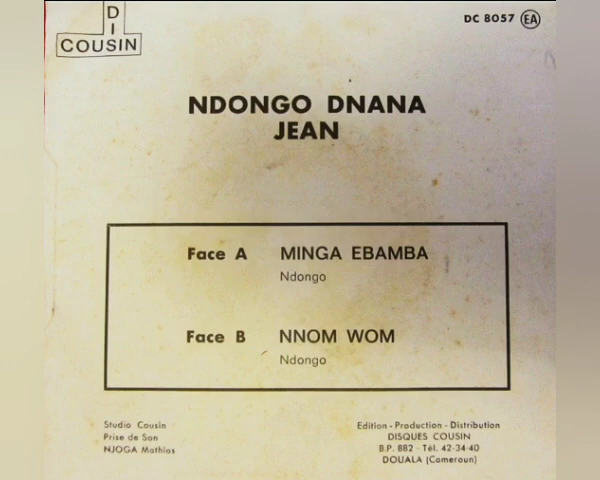 D
I
COUSIN
DC 8057 EA
NDONGO DNANA
JEAN
Face A MINGA EBAMBA
Ndongo
Face B NNOM WOM
Ndongo
Studio Cousin
Prise de Son
NJOGA Mathias
Edition - Production - Distribution
DISQUES COUSIN
B.P. 882 - Tél. 42-34-40
DOUALA (Cameroun)